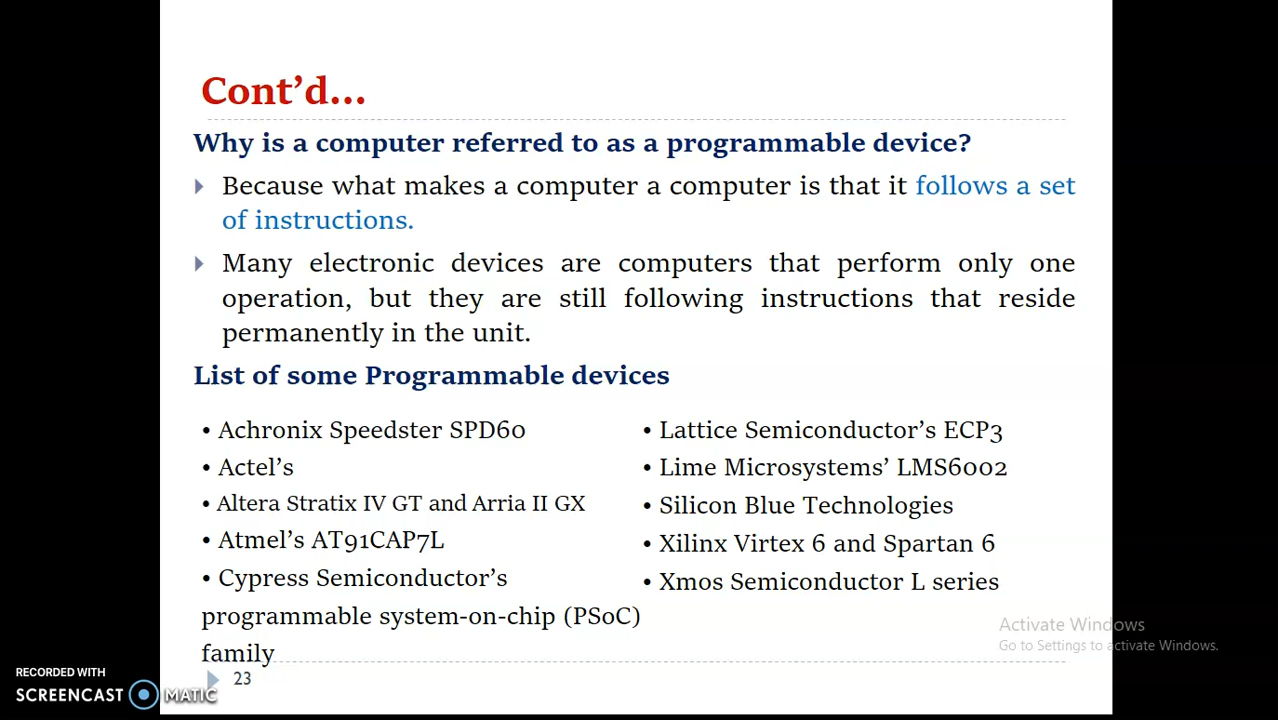 Cont’d...
Why is a computer referred to as a programmable device?
Because what makes a computer a computer is that it follows a set
of instructions.
Many electronic devices are computers that perform only one
operation, but they are still following instructions that reside
permanently in the unit.
List of some Programmable devices
• Achronix Speedster SPD60
• Actel’s
• Altera Stratix IV GT and Arria II GX
• Atmel’s AT91CAP7L
• Cypress Semiconductor’s
programmable system-on-chip (PSoC)
family
• Lattice Semiconductor’s ECP3
• Lime Microsystems’ LMS6002
• Silicon Blue Technologies
• Xilinx Virtex 6 and Spartan 6
• Xmos Semiconductor L series
Activate Windows
Go to Settings to activate Windows.
23
RECORDED WITH
SCREENCAST MATIC